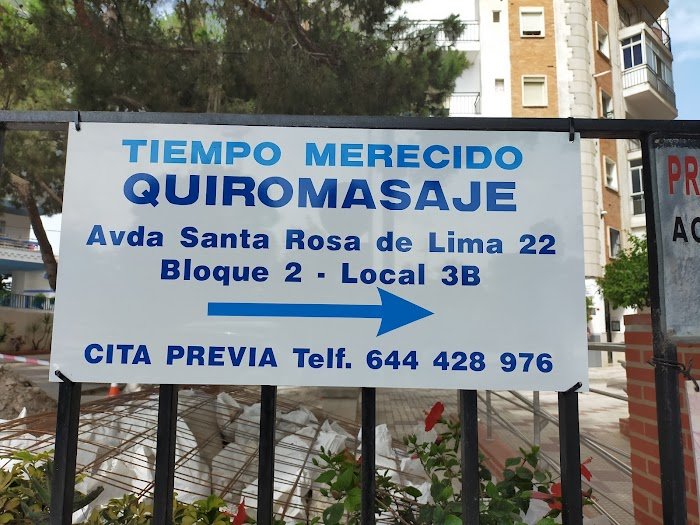 TIEMPO MERECIDO
QUIROMASAJE
Avda Santa Rosa de Lima 22
Bloque 2 - Local 3B
CITA PREVIA Telf. 644 428 976